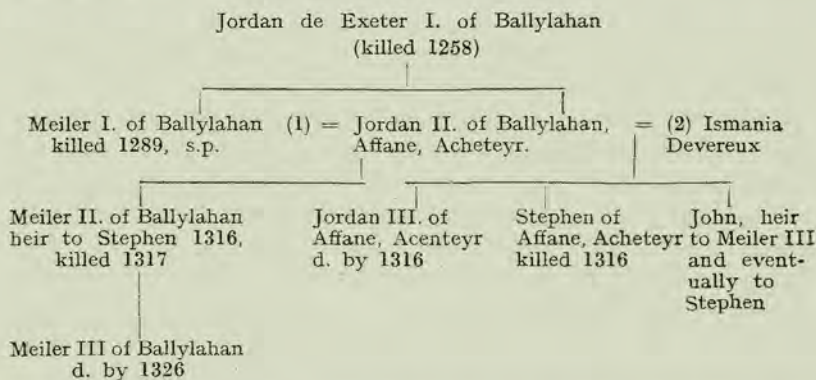 Jordan de Exeter I. of Ballylahan
(killed 1258)
Meiler I. of Ballylahan
killed 1289, s.p.
(1) = Jordan II. of Ballylahan,
Affane, Acheteyr.
= (2) Ismania
Devereux
Meiler II. of Ballylahan
heir to Stephen 1316,
killed 1317
Jordan III. of
Affane, Acenteyr
d. by 1316
Stephen of
Affane, Acheteyr
killed 1316
John, heir
to Meiler III
and event-
ually to
Stephen
Meiler III of Ballylahan
d. by 1326